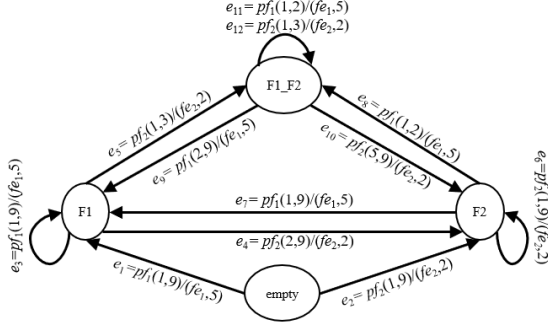 e₁₁= pf₁(1,2)/(fe₁,5)
e₁₂= pf₂(1,3)/(fe₂,2)
F1_F2
e₅= pf₂(1,3)/(fe₂,2)
e₉= pf₁(2,9)/(fe₁,5)
e₈= pf₁(1,2)/(fe₁,5)
e₁₀= pf₂(5,9)/(fe₂,2)
e₃=pf₁(1,9)/(fe₁,5)
F1
e₇= pf₁(1,9)/(fe₁,5)
e₄= pf₂(2,9)/(fe₂,2)
F2
e₆=pf₁(1,9)/(fe₂,2)
e₁=pf₁(1,9)/(fe₁,5)
empty
e₂= pf₂(1,9)/(fe₂,2)